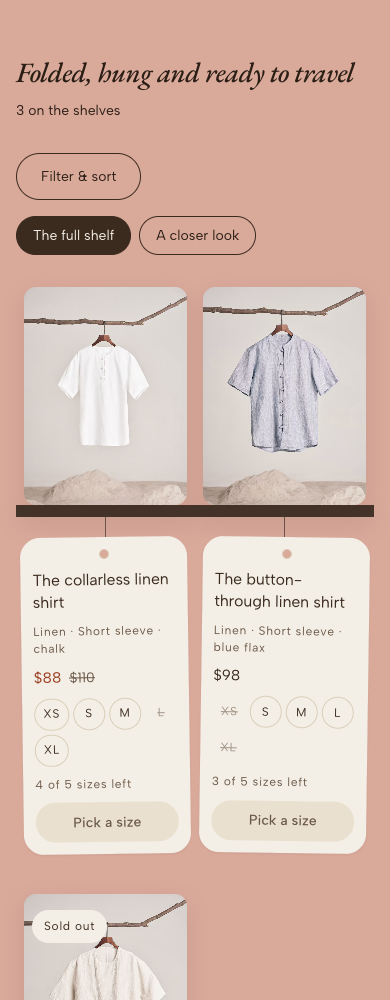 Folded, hung and ready to travel
3 on the shelves
Filter & sort
The full shelf
A closer look
The collarless linen
shirt
Linen · Short sleeve ·
chalk
$88 $110
XS S M L
XL
4 of 5 sizes left
Pick a size
The button-
through linen shirt
Linen · Short sleeve ·
blue flax
$98
XS S M L
XL
3 of 5 sizes left
Pick a size
Sold out